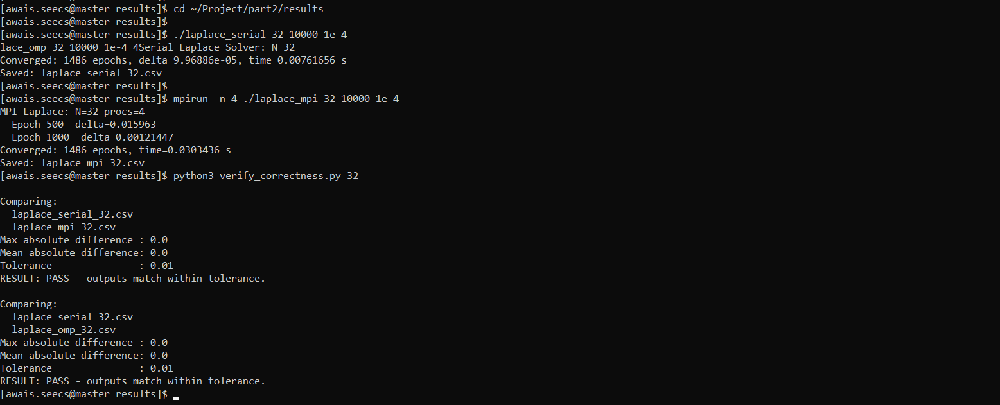 [awais.seecs@master results]$ cd ~/Project/part2/results
[awais.seecs@master results]$
[awais.seecs@master results]$ ./laplace_serial 32 10000 1e-4
lace_omp 32 10000 1e-4 4Serial Laplace Solver: N=32
Converged: 1486 epochs, delta=9.96886e-05, time=0.00761656 s
Saved: laplace_serial_32.csv
[awais.seecs@master results]$
[awais.seecs@master results]$ mpirun -n 4 ./laplace_mpi 32 10000 1e-4
MPI Laplace: N=32 procs=4
  Epoch 500  delta=0.015963
  Epoch 1000  delta=0.00121447
Converged: 1486 epochs, time=0.0303436 s
Saved: laplace_mpi_32.csv
[awais.seecs@master results]$ python3 verify_correctness.py 32

Comparing:
  laplace_serial_32.csv
  laplace_mpi_32.csv
Max absolute difference : 0.0
Mean absolute difference: 0.0
Tolerance               : 0.01
RESULT: PASS - outputs match within tolerance.

Comparing:
  laplace_serial_32.csv
  laplace_omp_32.csv
Max absolute difference : 0.0
Mean absolute difference: 0.0
Tolerance               : 0.01
RESULT: PASS - outputs match within tolerance.
[awais.seecs@master results]$